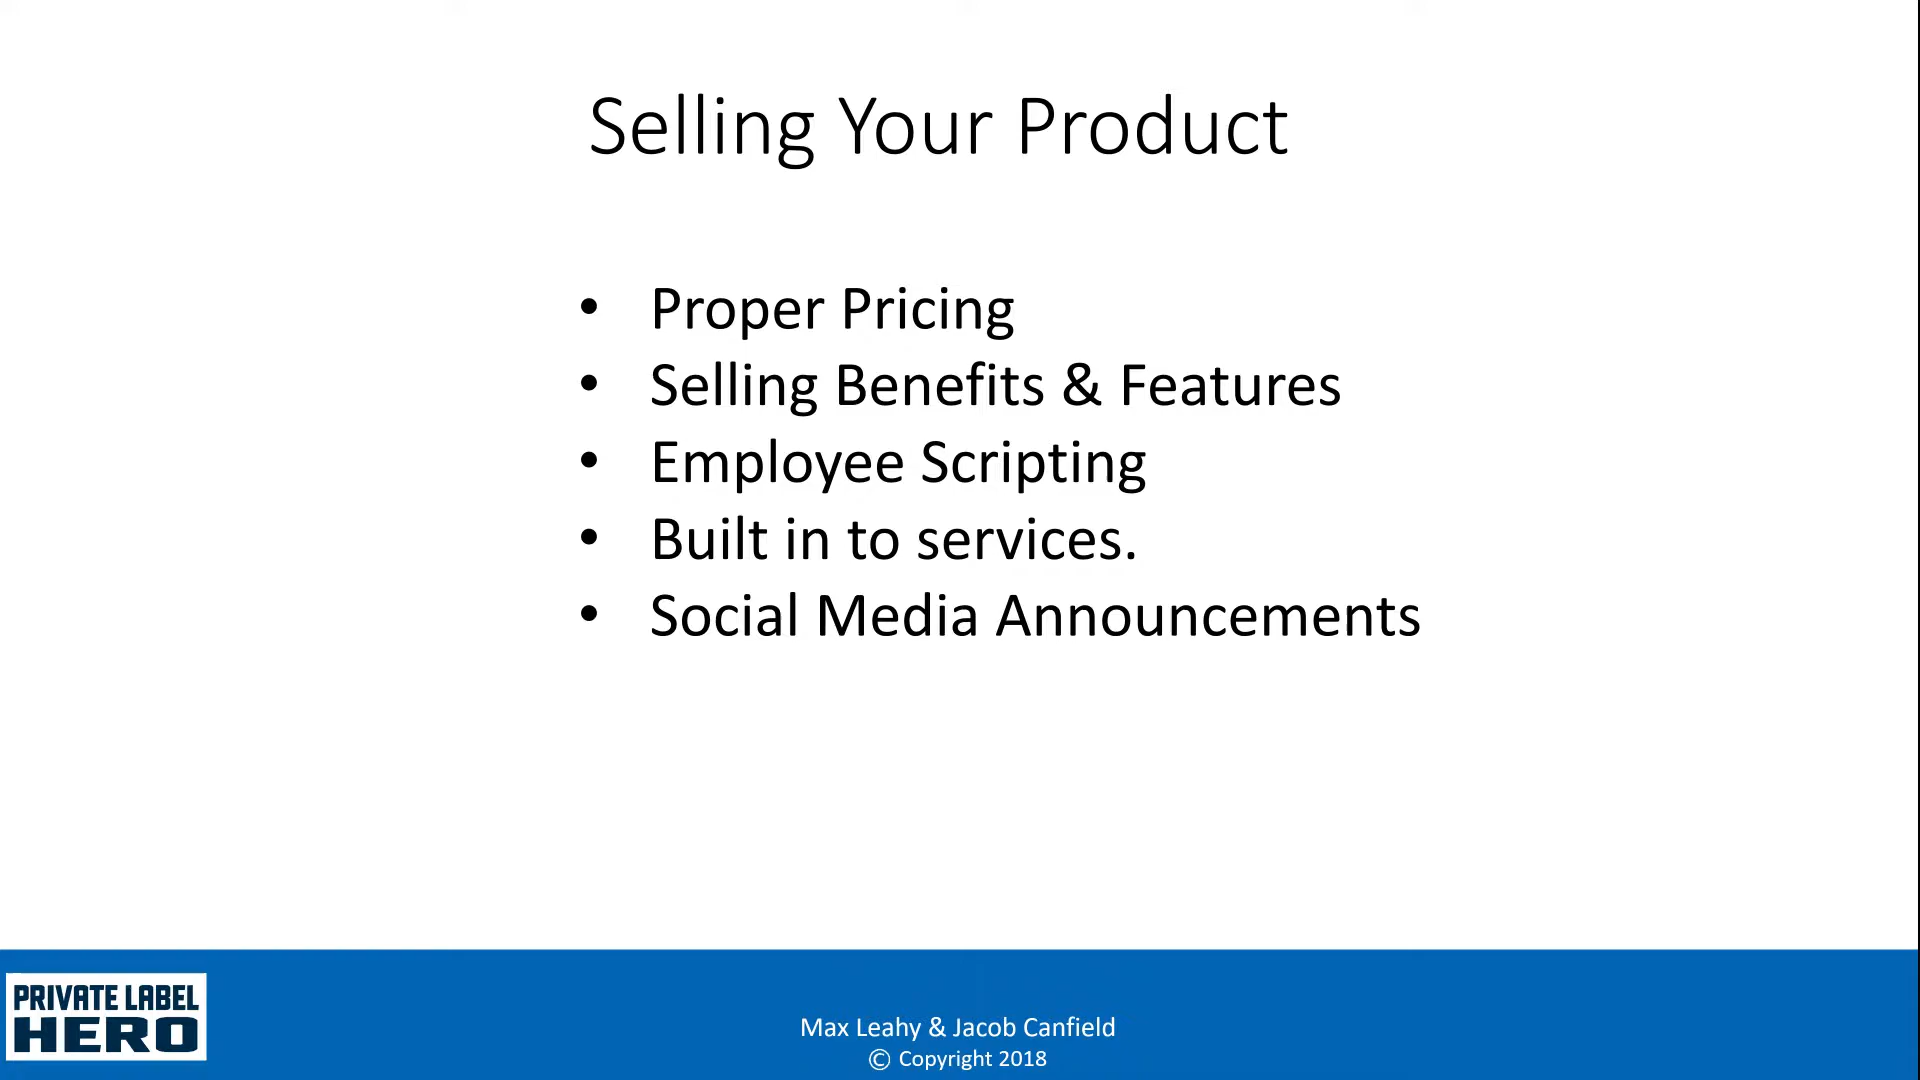 Selling Your Product
• Proper Pricing
• Selling Benefits & Features
• Employee Scripting
• Built in to services.
• Social Media Announcements
PRIVATE LABEL
HERO
Max Leahy & Jacob Canfield
© Copyright 2018